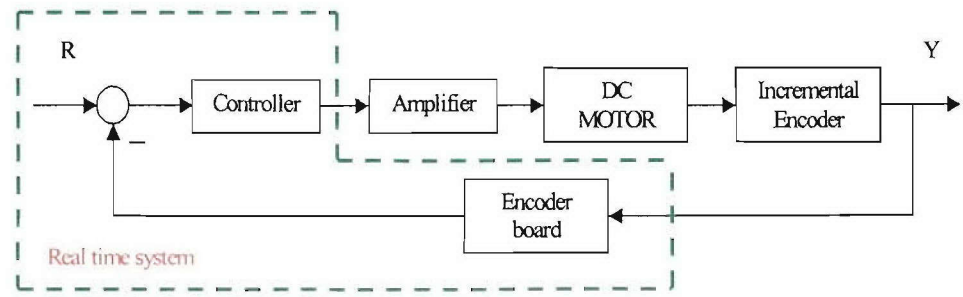 R
Y
Controller
Amplifier
DC
MOTOR
Incremental
Encoder
Encoder
board
Real time system